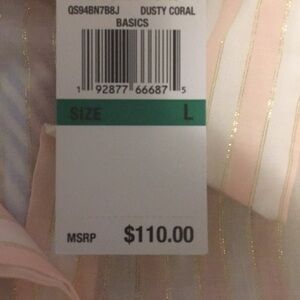 QS94BN7B8J DUSTY CORAL
BASICS
1 92877 66687 5
SIZE L
MSRP $110.00